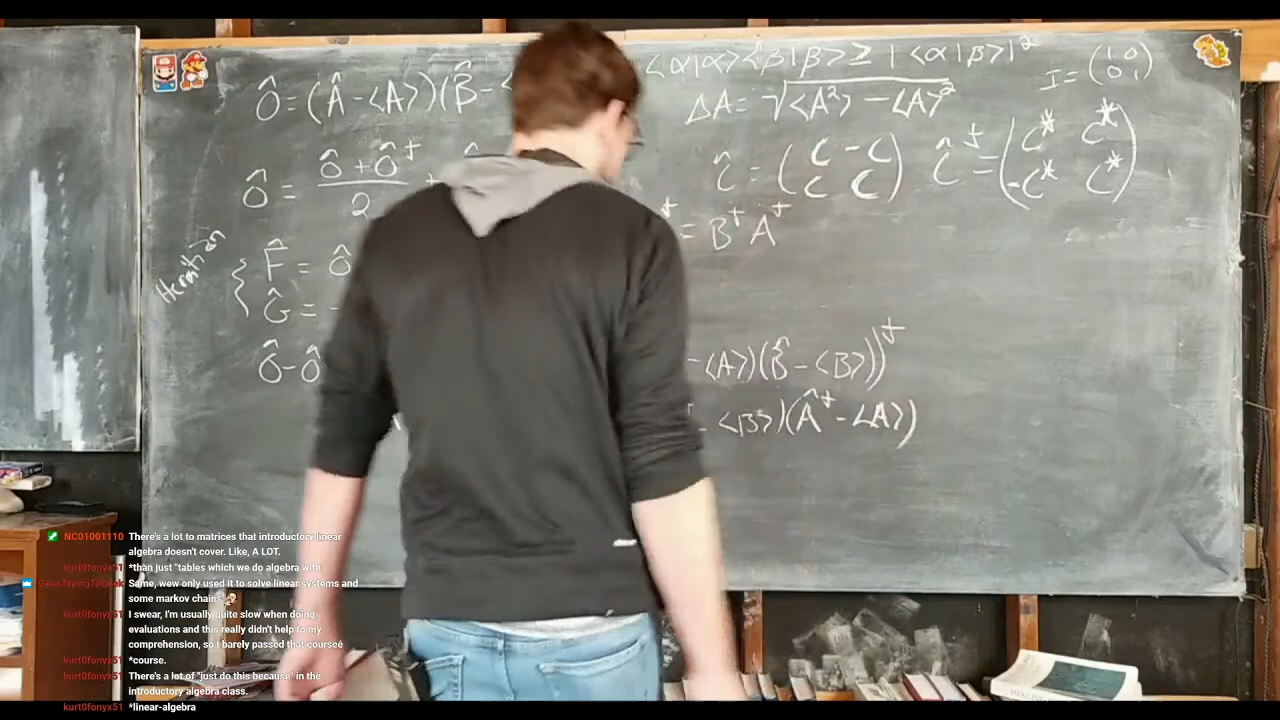 Ô = (Â - ⟨A⟩)(B̂ -
⟨α|α⟩⟨β|β⟩ ≥ |⟨α|β⟩|²
I = (1 0
0 1)
ΔA = √⟨A²⟩ - ⟨A⟩²
Ô = Ô + Ô†
2
Ĉ = (C -C
C C)
Ĉ† = (C* C*
-C* C*)
= B†A†
Hermitian
{ F̂ = Ô
Ĝ = -
Ô - Ô
- ⟨A⟩)(B̂ - ⟨B⟩))†
- ⟨B⟩)(Â† - ⟨A⟩)
NC01001110 There's a lot to matrices that introductory linear
algebra doesn't cover. Like, A LOT.
kurt0fonyx51 *than just "tables which we do algebra with
GeekTryingToGeek Same, wew only used it to solve linear systems and
some markov chains
kurt0fonyx51 I swear, I'm usually quite slow when doing
evaluations and this really didn't help to my
comprehension, so I barely passed that courseé
kurt0fonyx51 *course.
kurt0fonyx51 There's a lot of "just do this because" in the
introductory algebra class.
kurt0fonyx51 *linear-algebra